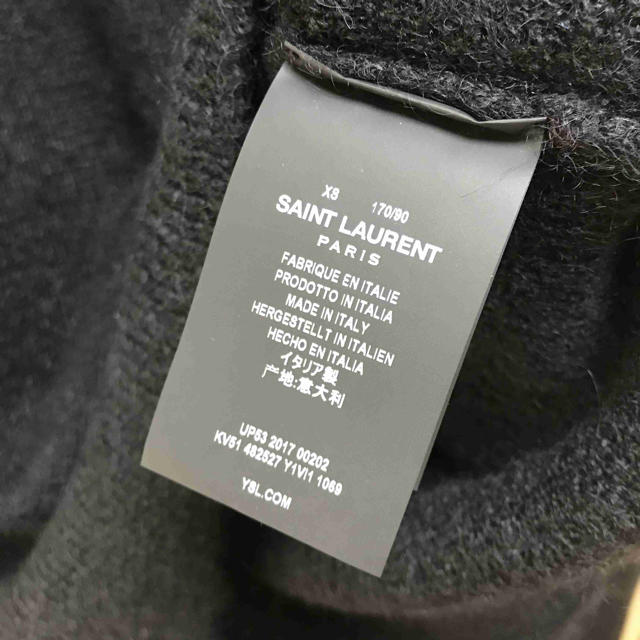 XS 170/90
SAINT LAURENT
PARIS
FABRIQUE EN ITALIE
PRODOTTO IN ITALIA
MADE IN ITALY
HERGESTELLT IN ITALIEN
HECHO EN ITALIA
イタリア製
产地:意大利
UP53 2017 00202
KV51 482527 Y1VI1 1069
YSL.COM